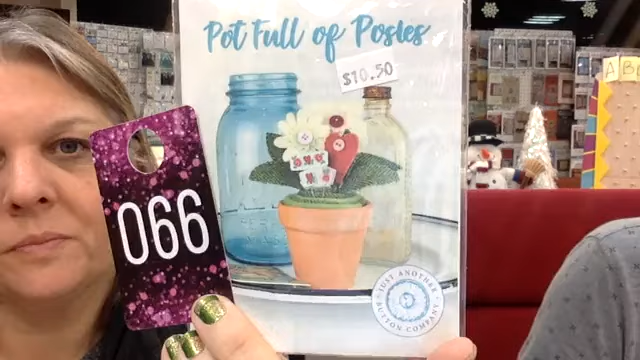 Pot Full of Posies
$10.50
066
JUST ANOTHER
BUTTON COMPANY
A B